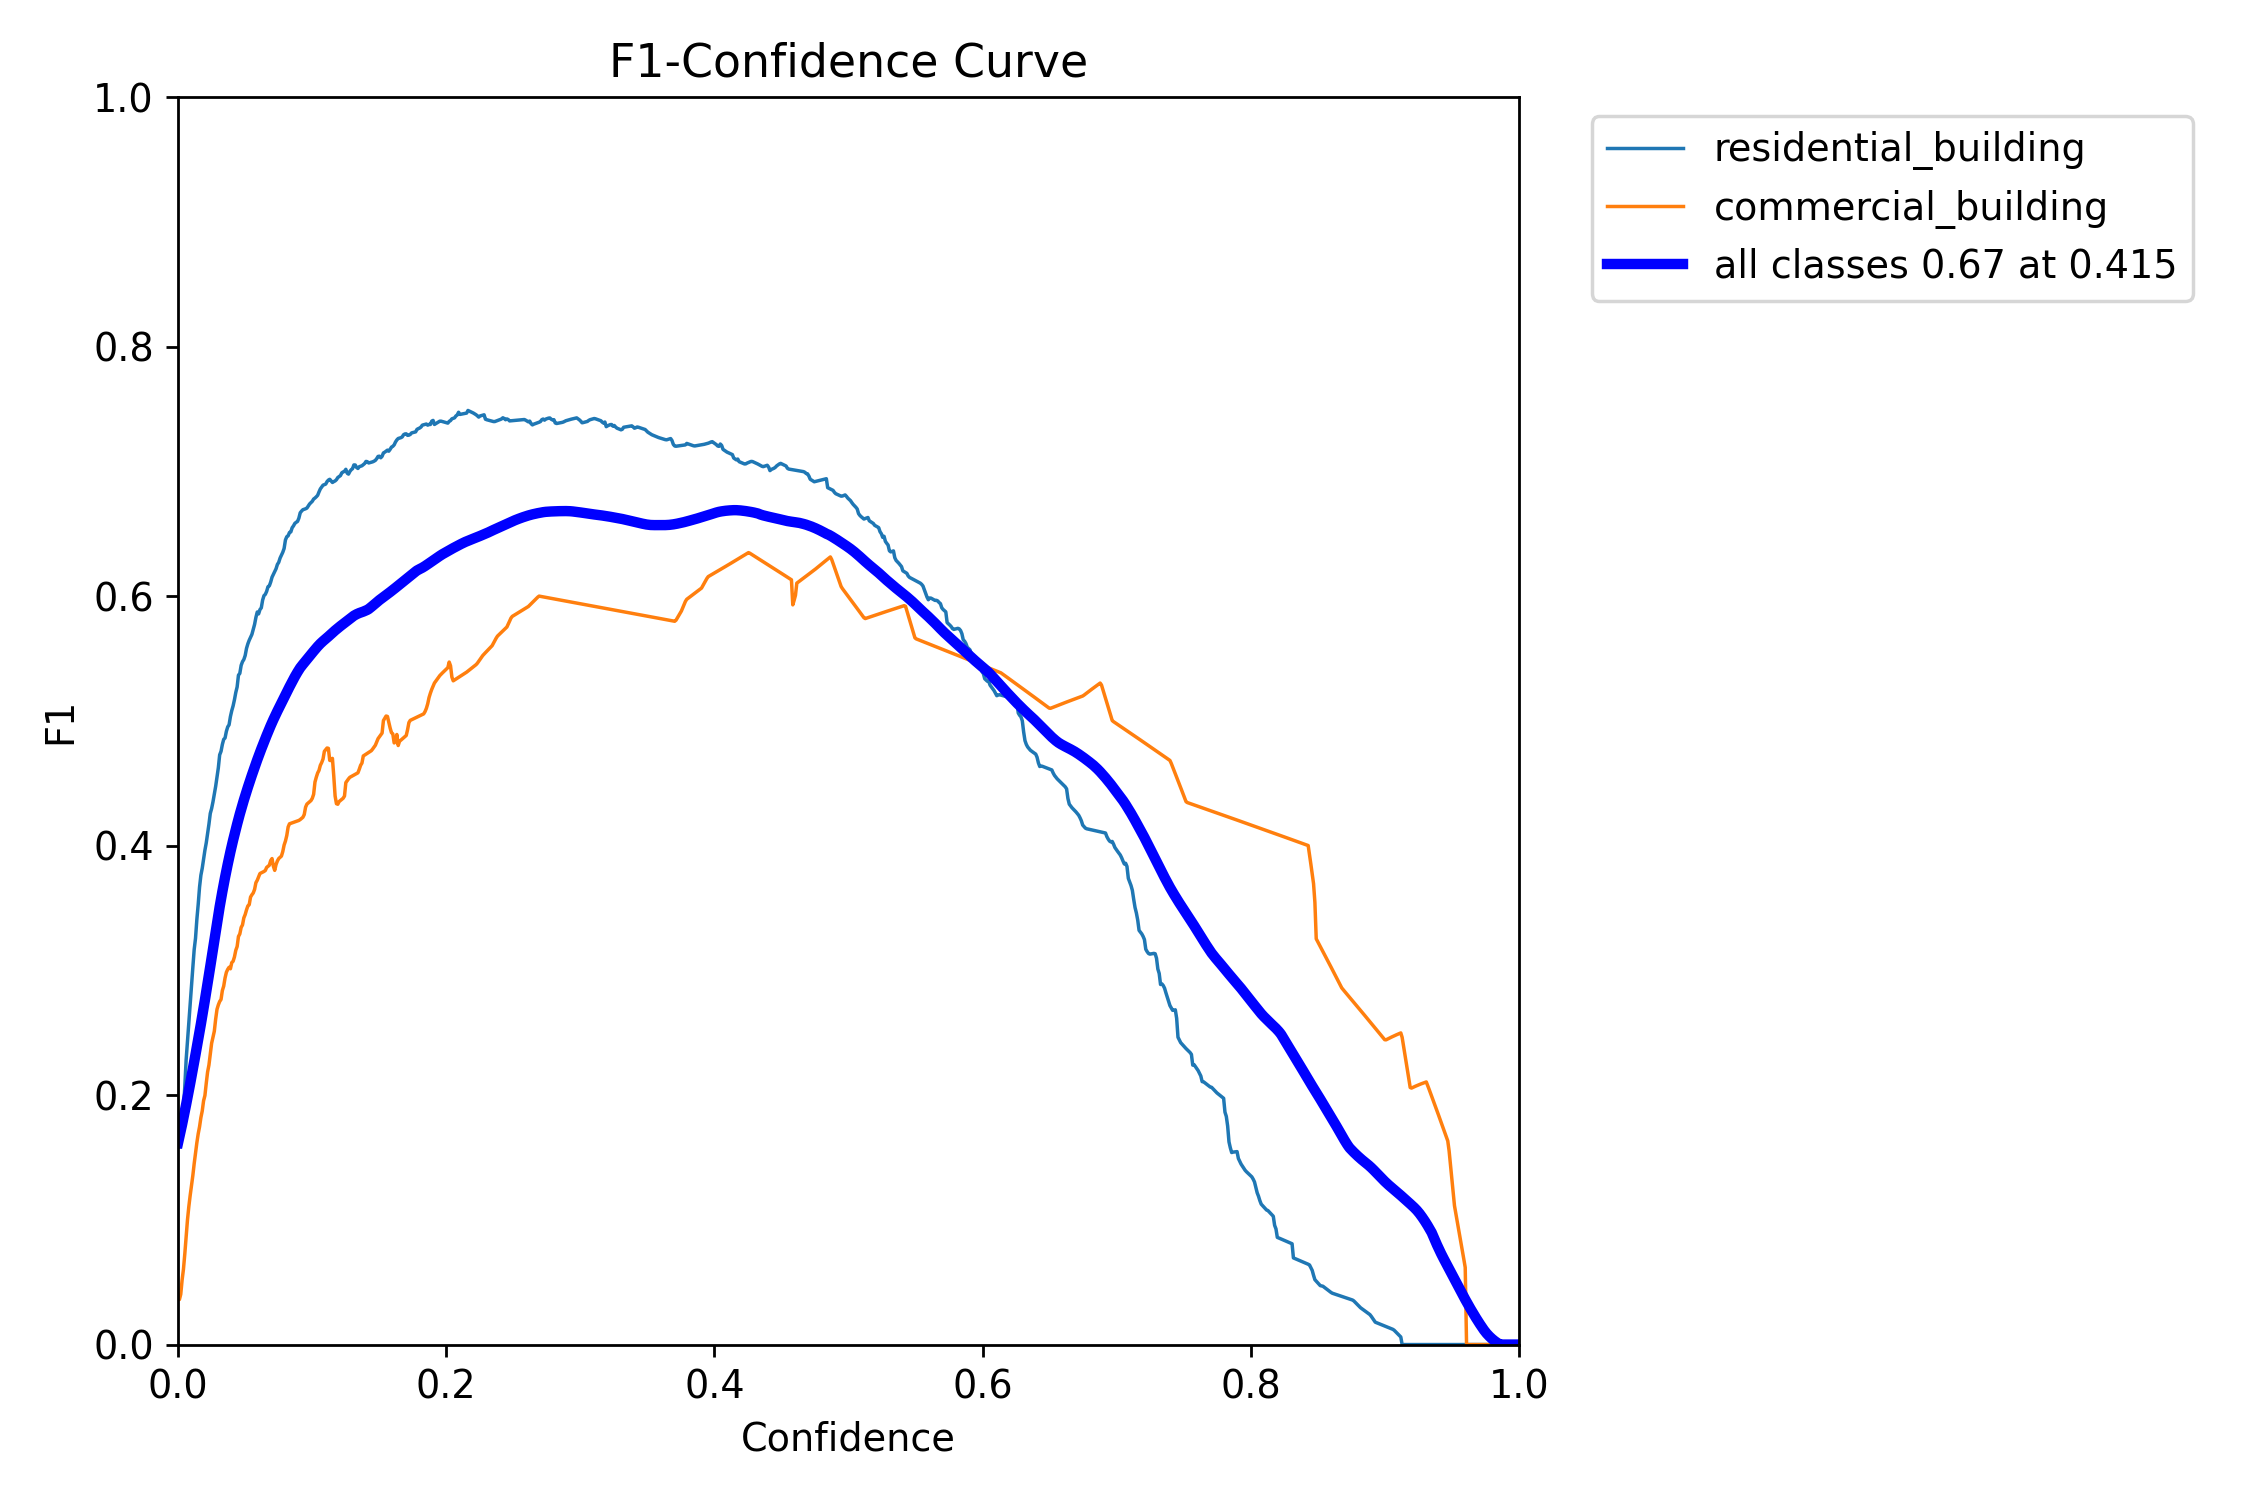 F1-Confidence Curve
1.0
0.8
0.6
0.4
0.2
0.0
F1
0.0 0.2 0.4 0.6 0.8 1.0
Confidence
residential_building
commercial_building
all classes 0.67 at 0.415